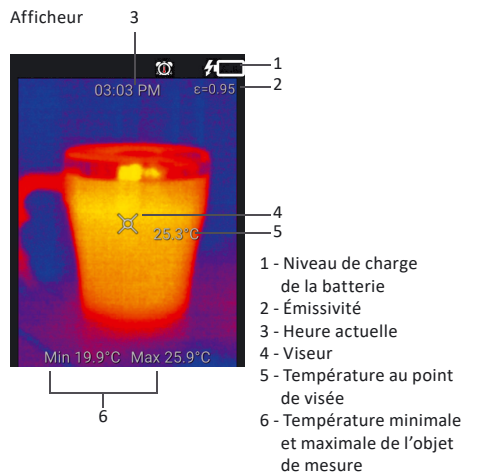 Afficheur
3
1
03:03 PM
ε=0.95
2
4
25.3°C
5
1 - Niveau de charge
de la batterie
2 - Émissivité
3 - Heure actuelle
4 - Viseur
5 - Température au point
de visée
Min 19.9°C Max 25.9°C
6 - Température minimale
et maximale de l’objet
de mesure
6